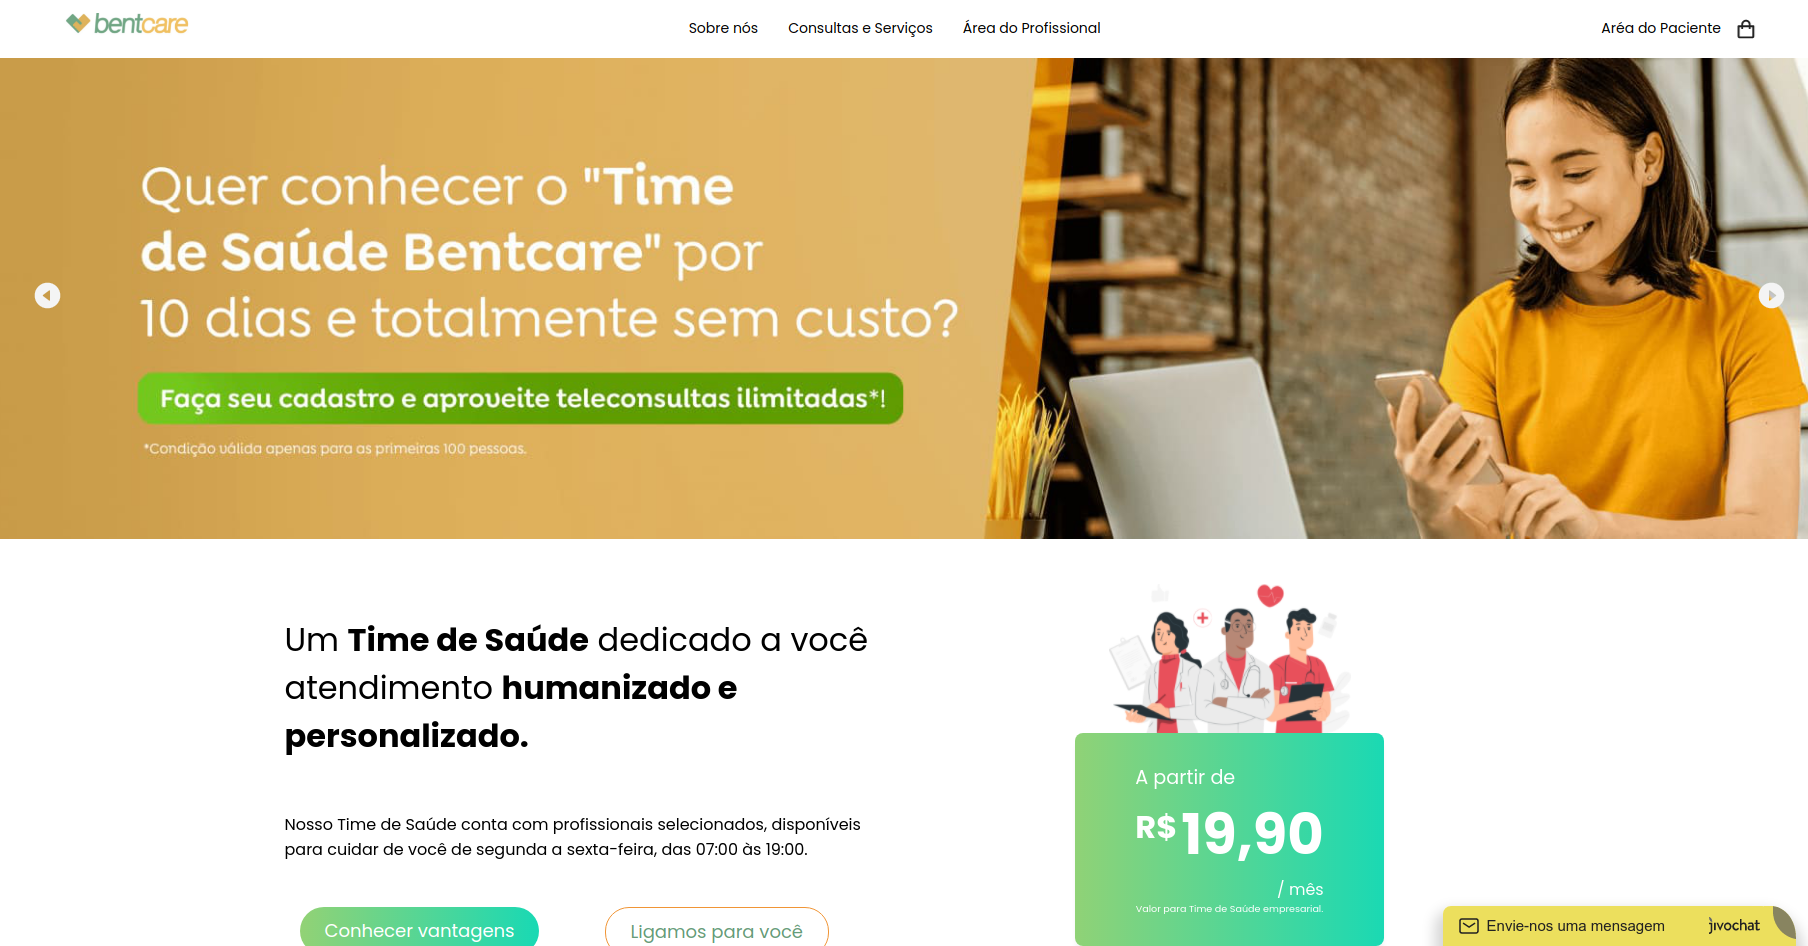 bentcare
Sobre nós
Consultas e Serviços
Área do Profissional
Aréa do Paciente
Quer conhecer o "Time
de Saúde Bentcare" por
10 dias e totalmente sem custo?
Faça seu cadastro e aproveite teleconsultas ilimitadas*!
*Condição válida apenas para as primeiras 100 pessoas.
Um Time de Saúde dedicado a você
atendimento humanizado e
personalizado.
Nosso Time de Saúde conta com profissionais selecionados, disponíveis
para cuidar de você de segunda a sexta-feira, das 07:00 às 19:00.
Conhecer vantagens
Ligamos para você
A partir de
R$19,90
/ mês
Valor para Time de Saúde empresarial.
Envie-nos uma mensagem
jivochat